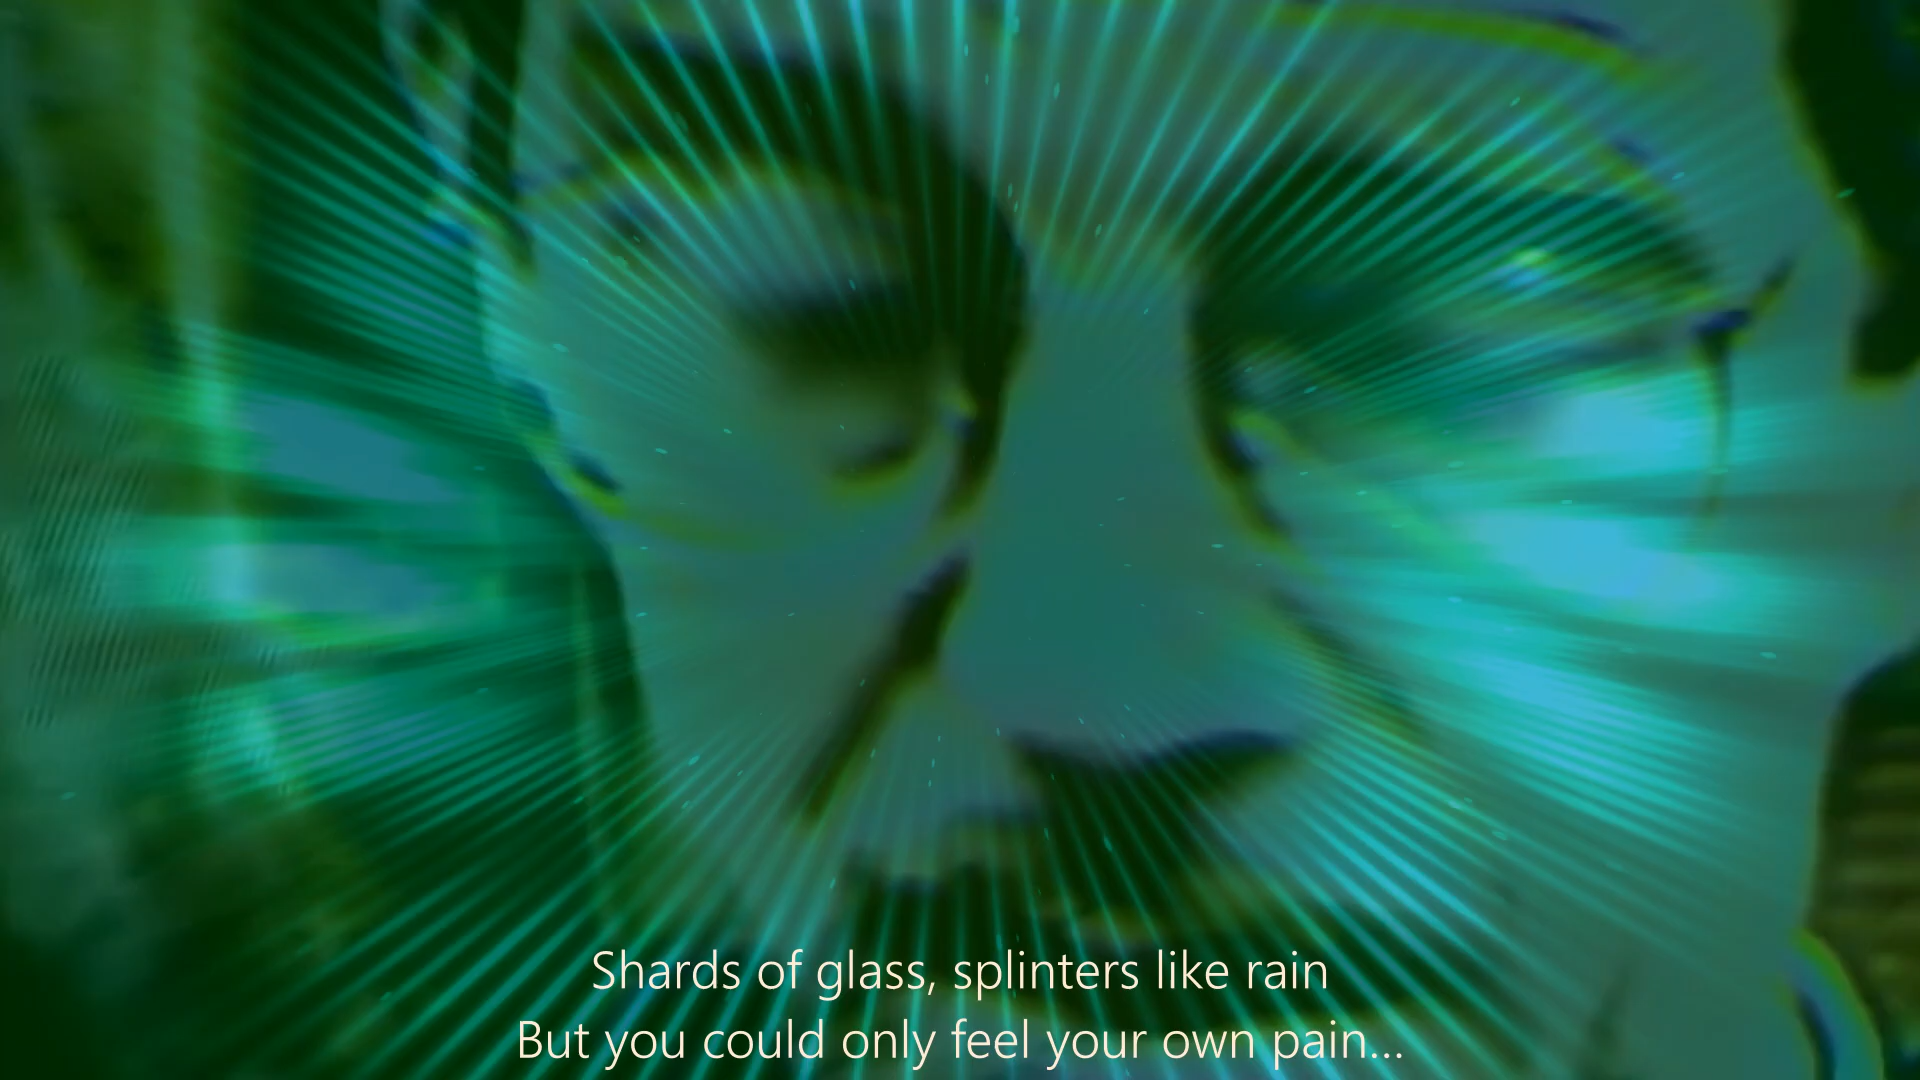 Shards of glass, splinters like rain
But you could only feel your own pain...